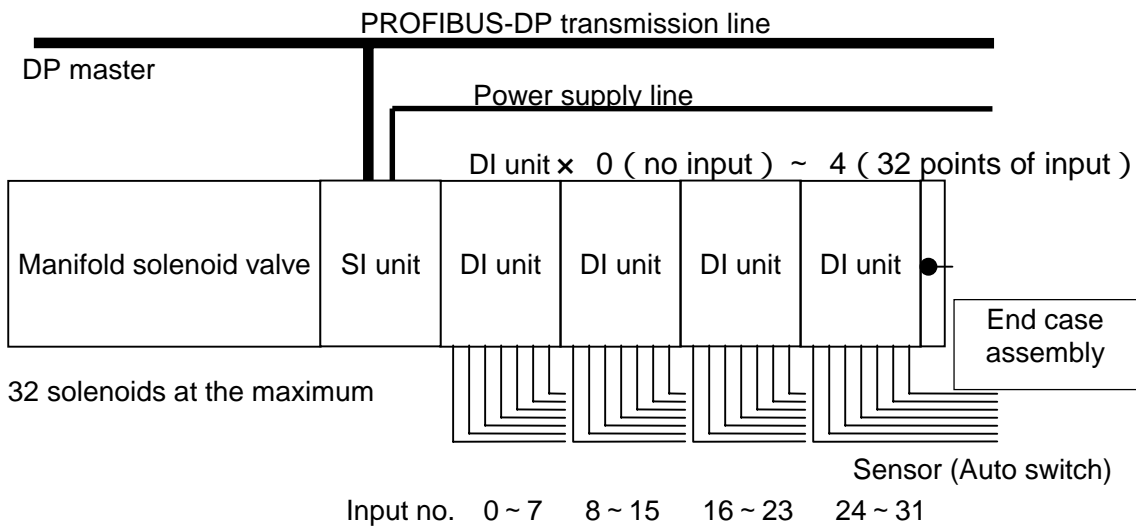 PROFIBUS-DP transmission line
DP master
Power supply line
DI unit × 0 ( no input ) ~ 4 ( 32 points of input )
Manifold solenoid valve
SI unit
DI unit
DI unit
DI unit
DI unit
End case
assembly
32 solenoids at the maximum
Sensor (Auto switch)
Input no. 0 ~ 7 8 ~ 15 16 ~ 23 24 ~ 31